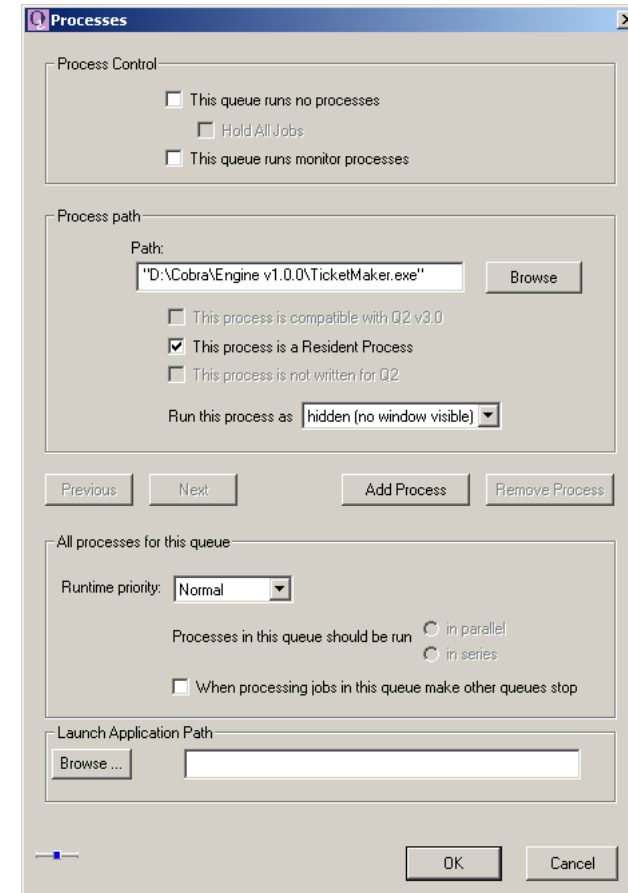 Processes
Process Control
This queue runs no processes
Hold All Jobs
This queue runs monitor processes
Process path
Path:
"D:\Cobra\Engine v1.0.0\TicketMaker.exe"
Browse
This process is compatible with Q2 v3.0
This process is a Resident Process
This process is not written for Q2
Run this process as hidden (no window visible)
Previous Next Add Process Remove Process
All processes for this queue
Runtime priority: Normal
Processes in this queue should be run
in parallel
in series
When processing jobs in this queue make other queues stop
Launch Application Path
Browse ...
OK Cancel